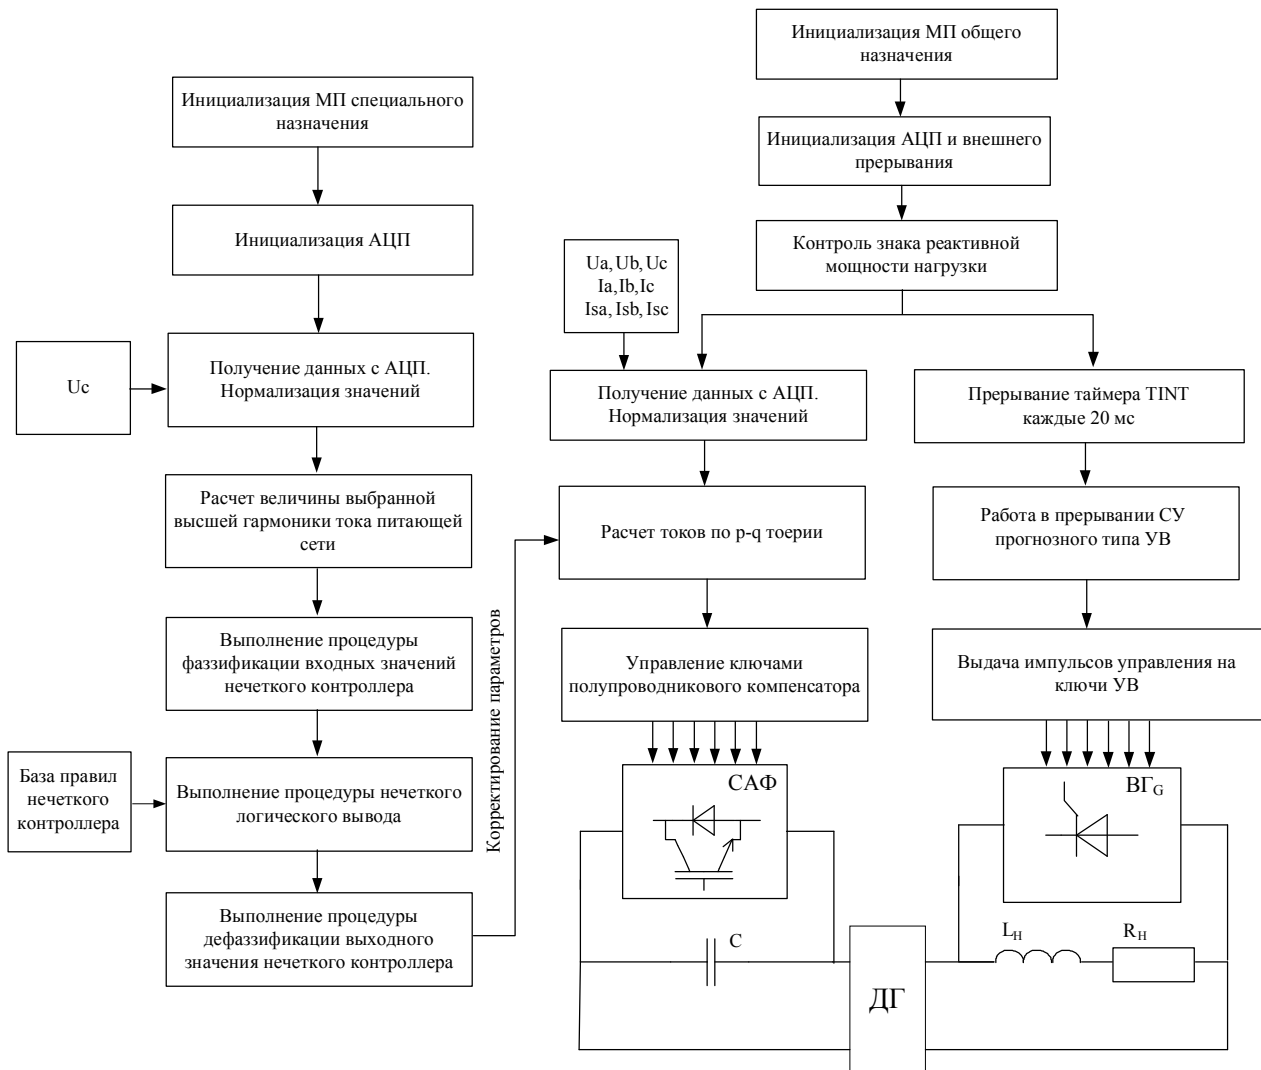 Инициализация МП специального
назначения
Инициализация АЦП
Uc
Получение данных с АЦП.
Нормализация значений
Расчет величины выбранной
высшей гармоники тока питающей
сети
Выполнение процедуры
фаззификации входных значений
нечеткого контроллера
База правил
нечеткого
контроллера
Выполнение процедуры нечеткого
логического вывода
Выполнение процедуры
дефаззификации выходного
значения нечеткого контроллера
Корректирование параметров
Инициализация МП общего
назначения
Инициализация АЦП и внешнего
прерывания
Контроль знака реактивной
мощности нагрузки
Ua, Ub, Uc
Ia, Ib, Ic
Isa, Isb, Isc
Получение данных с АЦП.
Нормализация значений
Расчет токов по p-q тоерии
Управление ключами
полупроводникового компенсатора
САФ
C
Прерывание таймера TINT
каждые 20 мс
Работа в прерывании СУ
прогнозного типа УВ
Выдача импульсов управления на
ключи УВ
ВГG
LН
RН
ДГ